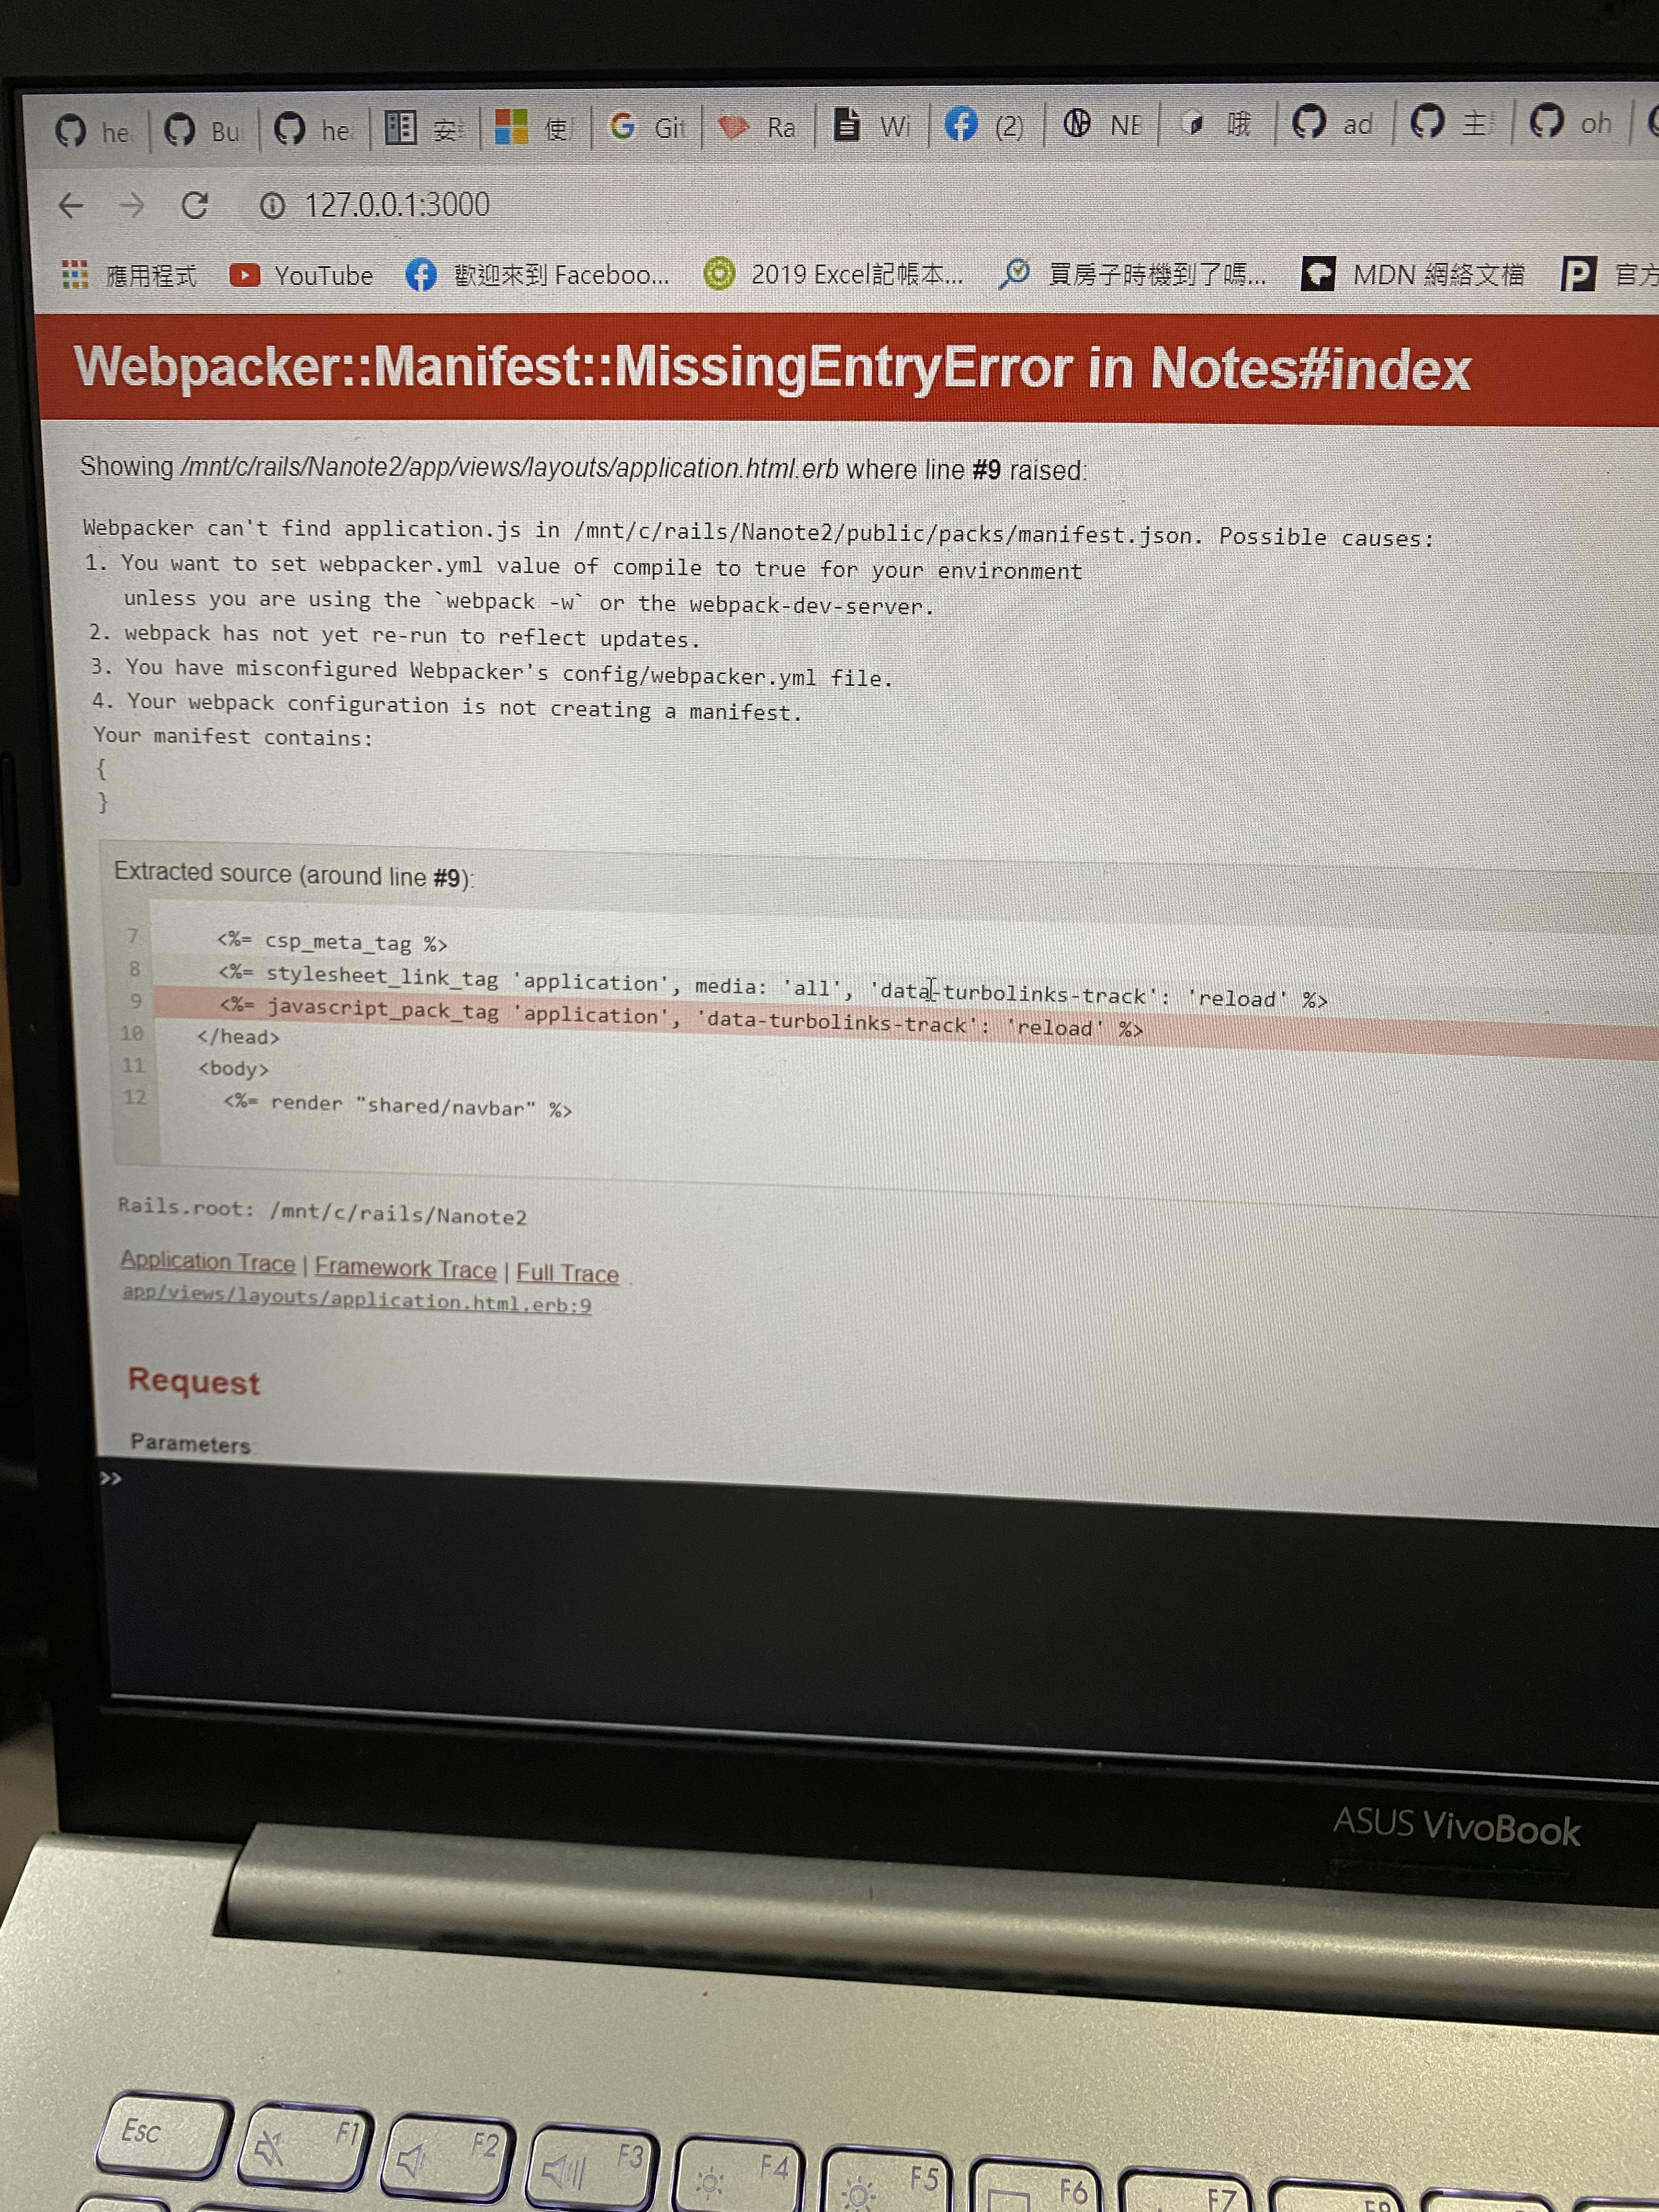 he Bu he 安 使 Git Ra Wi (2) NE 哦 ad 主 oh
127.0.0.1:3000
應用程式 YouTube 歡迎來到 Faceboo... 2019 Excel記帳本... 買房子時機到了嗎... MDN 網絡文檔 官方
Webpacker::Manifest::MissingEntryError in Notes#index
Showing /mnt/c/rails/Nanote2/app/views/layouts/application.html.erb where line #9 raised:
Webpacker can't find application.js in /mnt/c/rails/Nanote2/public/packs/manifest.json. Possible causes:
1. You want to set webpacker.yml value of compile to true for your environment
unless you are using the `webpack -w` or the webpack-dev-server.
2. webpack has not yet re-run to reflect updates.
3. You have misconfigured Webpacker's config/webpacker.yml file.
4. Your webpack configuration is not creating a manifest.
Your manifest contains:
{
}
Extracted source (around line #9):
7 <%= csp_meta_tag %>
8 <%= stylesheet_link_tag 'application', media: 'all', 'data-turbolinks-track': 'reload' %>
9 <%= javascript_pack_tag 'application', 'data-turbolinks-track': 'reload' %>
10 </head>
11 <body>
12 <%= render "shared/navbar" %>
Rails.root: /mnt/c/rails/Nanote2
Application Trace | Framework Trace | Full Trace
app/views/layouts/application.html.erb:9
Request
Parameters:
>>
ASUS VivoBook
Esc F1 F2 F3 F4 F5 F6 F7 F8